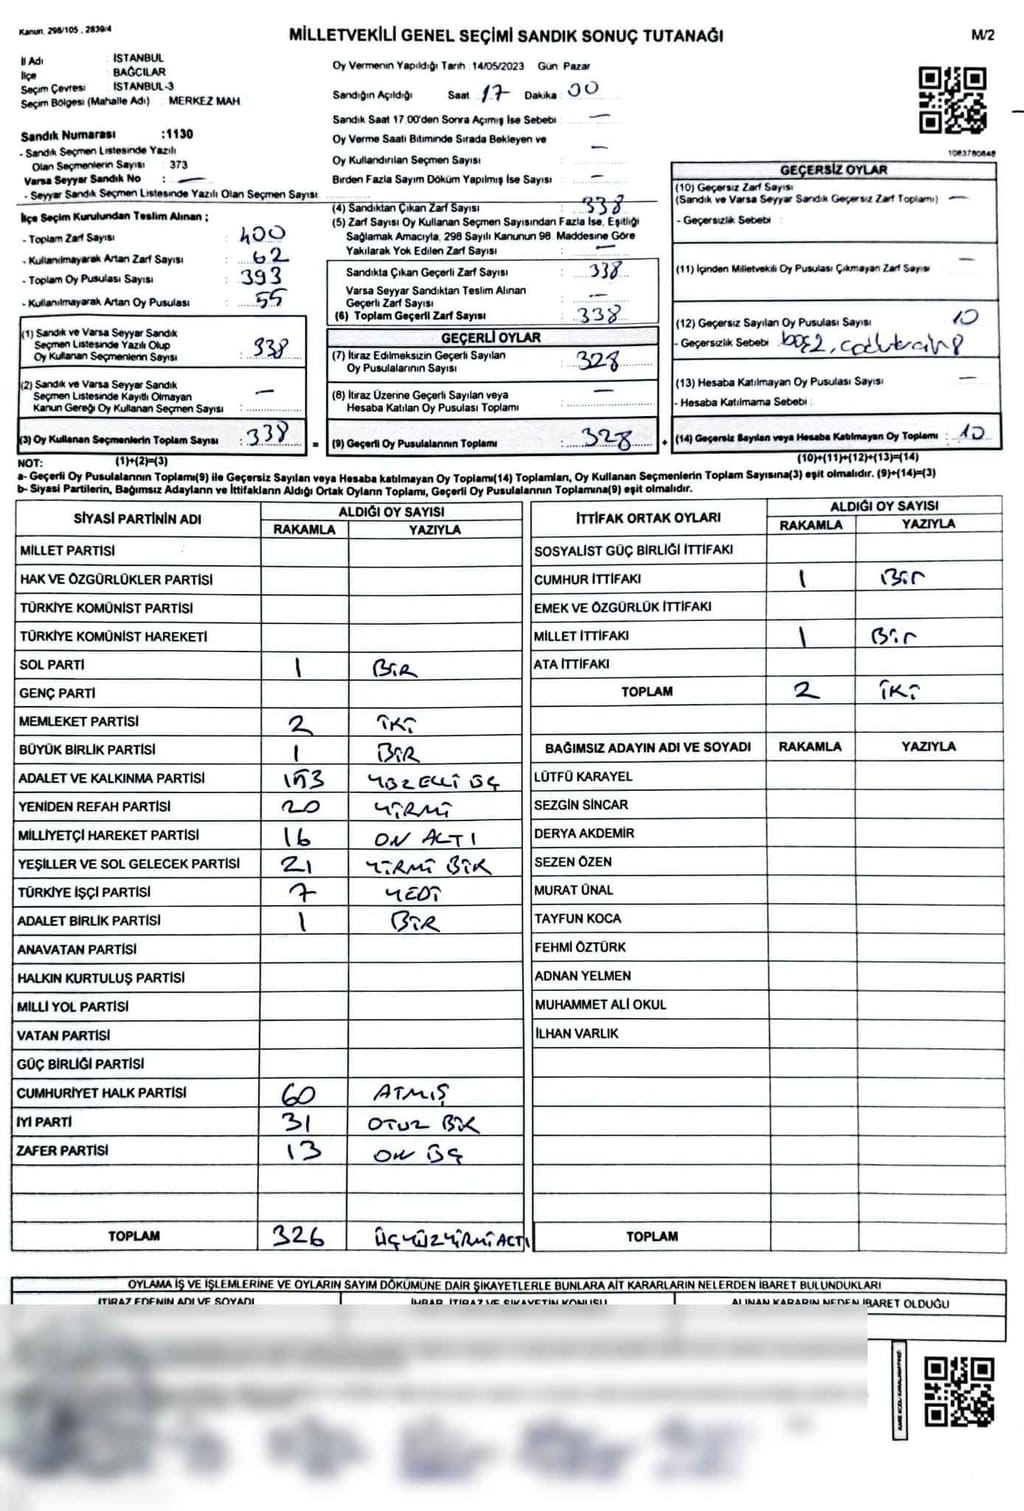 Kanun. 298/105 , 2839/4
MİLLETVEKİLİ GENEL SEÇİMİ SANDIK SONUÇ TUTANAĞI
M/2
İl Adı : İSTANBUL
İlçe : BAĞCILAR
Seçim Çevresi : İSTANBUL-3
Seçim Bölgesi (Mahalle Adı) : MERKEZ MAH
Sandık Numarası :1130
- Sandık Seçmen Listesinde Yazılı
Olan Seçmenlerin Sayısı : 373
Varsa Seyyar Sandık No : —
- Seyyar Sandık Seçmen Listesinde Yazılı Olan Seçmen Sayısı
Oy Vermenin Yapıldığı Tarih :14/05/2023 Gün: Pazar
Sandığın Açıldığı Saat 17 Dakika 00
Sandık Saat 17.00'den Sonra Açılmış İse Sebebi : —
Oy Verme Saati Bitiminde Sırada Bekleyen ve
Oy Kullandırılan Seçmen Sayısı : —
Birden Fazla Sayım Döküm Yapılmış İse Sayısı : —
1083780848
İlçe Seçim Kurulundan Teslim Alınan ;
- Toplam Zarf Sayısı : 400
- Kullanılmayarak Artan Zarf Sayısı : 62
- Toplam Oy Pusulası Sayısı : 393
- Kullanılmayarak Artan Oy Pusulası : 55
(1) Sandık ve Varsa Seyyar Sandık
Seçmen Listesinde Yazılı Olup
Oy Kullanan Seçmenlerin Sayısı : 338
(2) Sandık ve Varsa Seyyar Sandık
Seçmen Listesinde Kayıtlı Olmayan
Kanun Gereği Oy Kullanan Seçmen Sayısı : —
(3) Oy Kullanan Seçmenlerin Toplam Sayısı : 338
(4) Sandıktan Çıkan Zarf Sayısı : 338
(5) Zarf Sayısı Oy Kullanan Seçmen Sayısından Fazla İse, Eşitliği
Sağlamak Amacıyla, 298 Sayılı Kanunun 98. Maddesine Göre
Yakılarak Yok Edilen Zarf Sayısı : —
Sandıkta Çıkan Geçerli Zarf Sayısı : 338
Varsa Seyyar Sandıktan Teslim Alınan
Geçerli Zarf Sayısı : —
(6) Toplam Geçerli Zarf Sayısı : 338
GEÇERLİ OYLAR
(7) İtiraz Edilmeksizin Geçerli Sayılan
Oy Pusulalarının Sayısı : 328
(8) İtiraz Üzerine Geçerli Sayılan veya
Hesaba Katılan Oy Pusulası Toplamı : —
= (9) Geçerli Oy Pusulalarının Toplamı : 328
GEÇERSİZ OYLAR
(10) Geçersiz Zarf Sayısı
(Sandık ve Varsa Seyyar Sandık Geçersiz Zarf Toplamı) : —
- Geçersizlik Sebebi :
(11) İçinden Milletvekili Oy Pusulası Çıkmayan Zarf Sayısı : —
(12) Geçersiz Sayılan Oy Pusulası Sayısı : 10
- Geçersizlik Sebebi : boş 2,
(13) Hesaba Katılmayan Oy Pusulası Sayısı : —
- Hesaba Katılmama Sebebi :
+ (14) Geçersiz Sayılan veya Hesaba Katılmayan Oy Toplamı : 10
NOT: (1)+(2)=(3)
(10)+(11)+(12)+(13)=(14)
a- Geçerli Oy Pusulalarının Toplamı(9) ile Geçersiz Sayılan veya Hesaba katılmayan Oy Toplamı(14) Toplamları, Oy Kullanan Seçmenlerin Toplam Sayısına(3) eşit olmalıdır. (9)+(14)=(3)
b- Siyasi Partilerin, Bağımsız Adayların ve İttifakların Aldığı Ortak Oyların Toplamı, Geçerli Oy Pusulalarının Toplamına(9) eşit olmalıdır.
SİYASİ PARTİNİN ADI ALDIĞI OY SAYISI
RAKAMLA YAZIYLA
MİLLET PARTİSİ
HAK VE ÖZGÜRLÜKLER PARTİSİ
TÜRKİYE KOMÜNİST PARTİSİ
TÜRKİYE KOMÜNİST HAREKETİ
SOL PARTİ 1 BİR
GENÇ PARTİ
MEMLEKET PARTİSİ 2 İKİ
BÜYÜK BİRLİK PARTİSİ 1 BİR
ADALET VE KALKINMA PARTİSİ 153 YÜZELLİ ÜÇ
YENİDEN REFAH PARTİSİ 20 YİRMİ
MİLLİYETÇİ HAREKET PARTİSİ 16 ON ALTI
YEŞİLLER VE SOL GELECEK PARTİSİ 21 YİRMİ BİR
TÜRKİYE İŞÇİ PARTİSİ 7 YEDİ
ADALET BİRLİK PARTİSİ 1 BİR
ANAVATAN PARTİSİ
HALKIN KURTULUŞ PARTİSİ
MİLLİ YOL PARTİSİ
VATAN PARTİSİ
GÜÇ BİRLİĞİ PARTİSİ
CUMHURİYET HALK PARTİSİ 60 ATMIŞ
İYİ PARTİ 31 OTUZ BİR
ZAFER PARTİSİ 13 ON ÜÇ
TOPLAM 326 ÜÇYÜZYİRMİALTI
İTTİFAK ORTAK OYLARI ALDIĞI OY SAYISI
RAKAMLA YAZIYLA
SOSYALİST GÜÇ BİRLİĞİ İTTİFAKI
CUMHUR İTTİFAKI 1 Bir
EMEK VE ÖZGÜRLÜK İTTİFAKI
MİLLET İTTİFAKI 1 Bir
ATA İTTİFAKI
TOPLAM 2 İKİ
BAĞIMSIZ ADAYIN ADI VE SOYADI RAKAMLA YAZIYLA
LÜTFÜ KARAYEL
SEZGİN SİNCAR
DERYA AKDEMİR
SEZEN ÖZEN
MURAT ÜNAL
TAYFUN KOCA
FEHMİ ÖZTÜRK
ADNAN YELMEN
MUHAMMET ALİ OKUL
İLHAN VARLIK
TOPLAM
OYLAMA İŞ VE İŞLEMLERİNE VE OYLARIN SAYIM DÖKÜMÜNE DAİR ŞİKAYETLERLE BUNLARA AİT KARARLARIN NELERDEN İBARET BULUNDUKLARI
İTİRAZ EDENİN ADI VE SOYADI İHBAR, İTİRAZ VE ŞİKAYETİN KONUSU ALINAN KARARIN NEDEN İBARET OLDUĞU